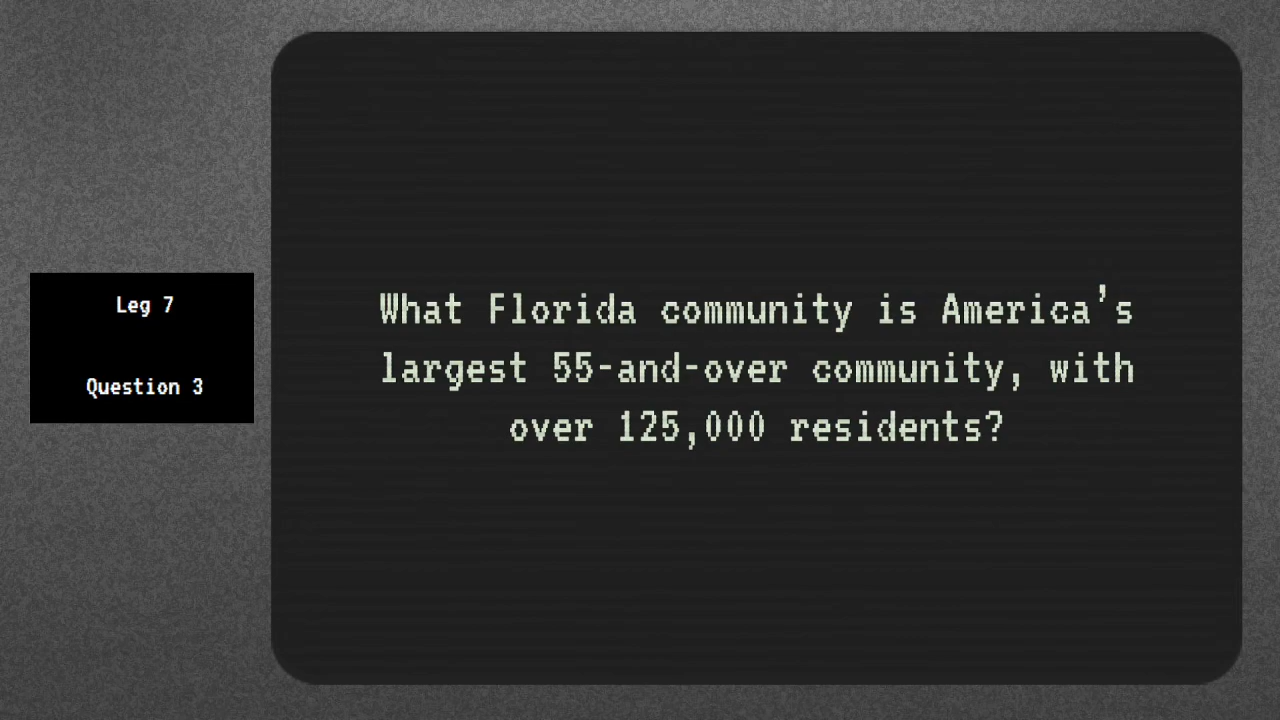 Leg 7
Question 3
What Florida community is America's
largest 55-and-over community, with
over 125,000 residents?